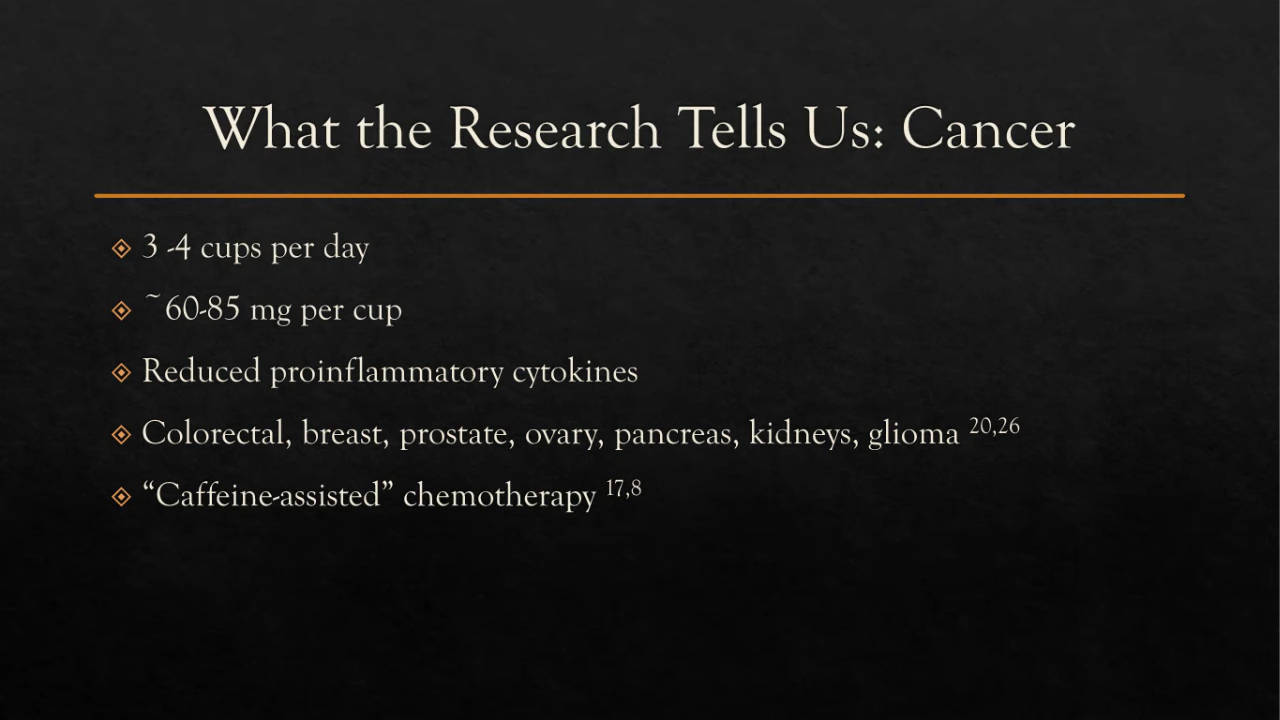 What the Research Tells Us: Cancer
3 -4 cups per day
~60-85 mg per cup
Reduced proinflammatory cytokines
Colorectal, breast, prostate, ovary, pancreas, kidneys, glioma 20,26
“Caffeine-assisted” chemotherapy 17,8